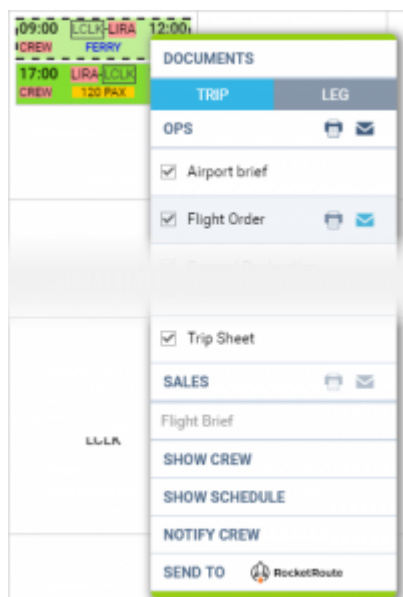 09:00 LCLK-LIRA 12:00
CREW FERRY
17:00 LIRA-LCLK
CREW 120 PAX
DOCUMENTS
TRIP LEG
OPS
Airport brief
Flight Order
Trip Sheet
SALES
Flight Brief
LCLK
SHOW CREW
SHOW SCHEDULE
NOTIFY CREW
SEND TO RocketRoute